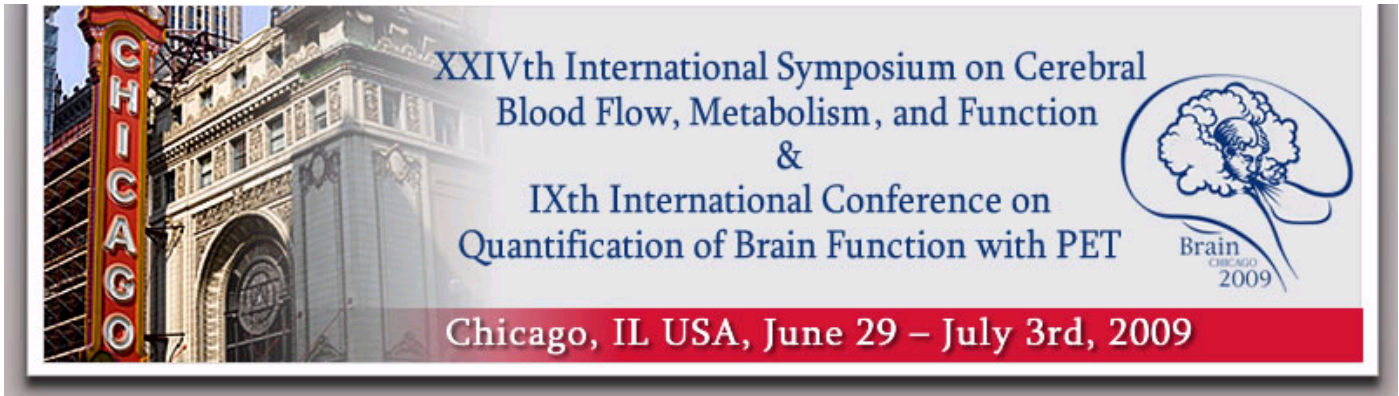 CHICAGO
XXIVth International Symposium on Cerebral
Blood Flow, Metabolism, and Function
&
IXth International Conference on
Quantification of Brain Function with PET
Brain
CHICAGO
2009
Chicago, IL USA, June 29 – July 3rd, 2009